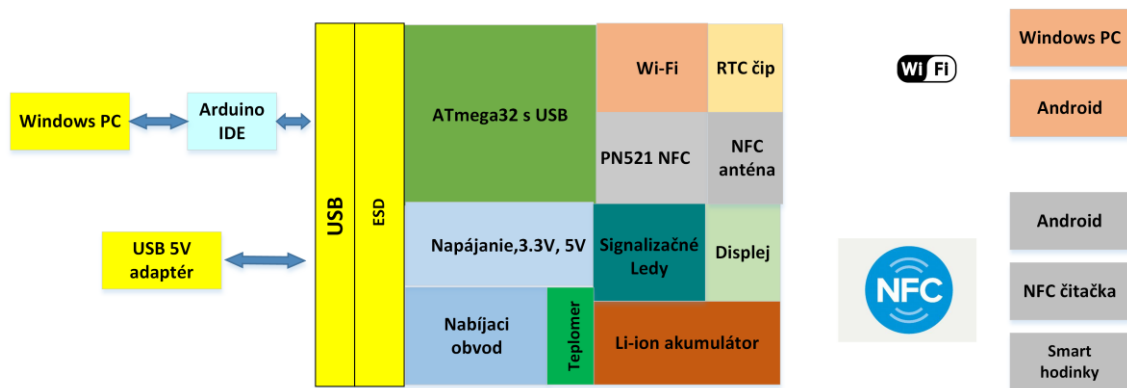 Windows PC
Arduino
IDE
USB 5V
adaptér
USB
ESD
ATmega32 s USB
Wi-Fi
RTC čip
PN521 NFC
NFC
anténa
Napájanie,3.3V, 5V
Signalizačné
Ledy
Displej
Nabíjaci
obvod
Teplomer
Li-ion akumulátor
Wi Fi
NFC
Windows PC
Android
Android
NFC čitačka
Smart
hodinky